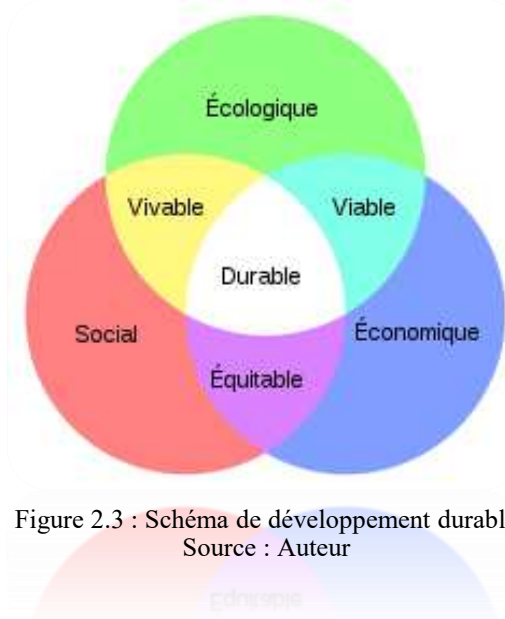 Écologique
Vivable
Viable
Durable
Social
Économique
Équitable
Figure 2.3 : Schéma de développement durabl
Source : Auteur